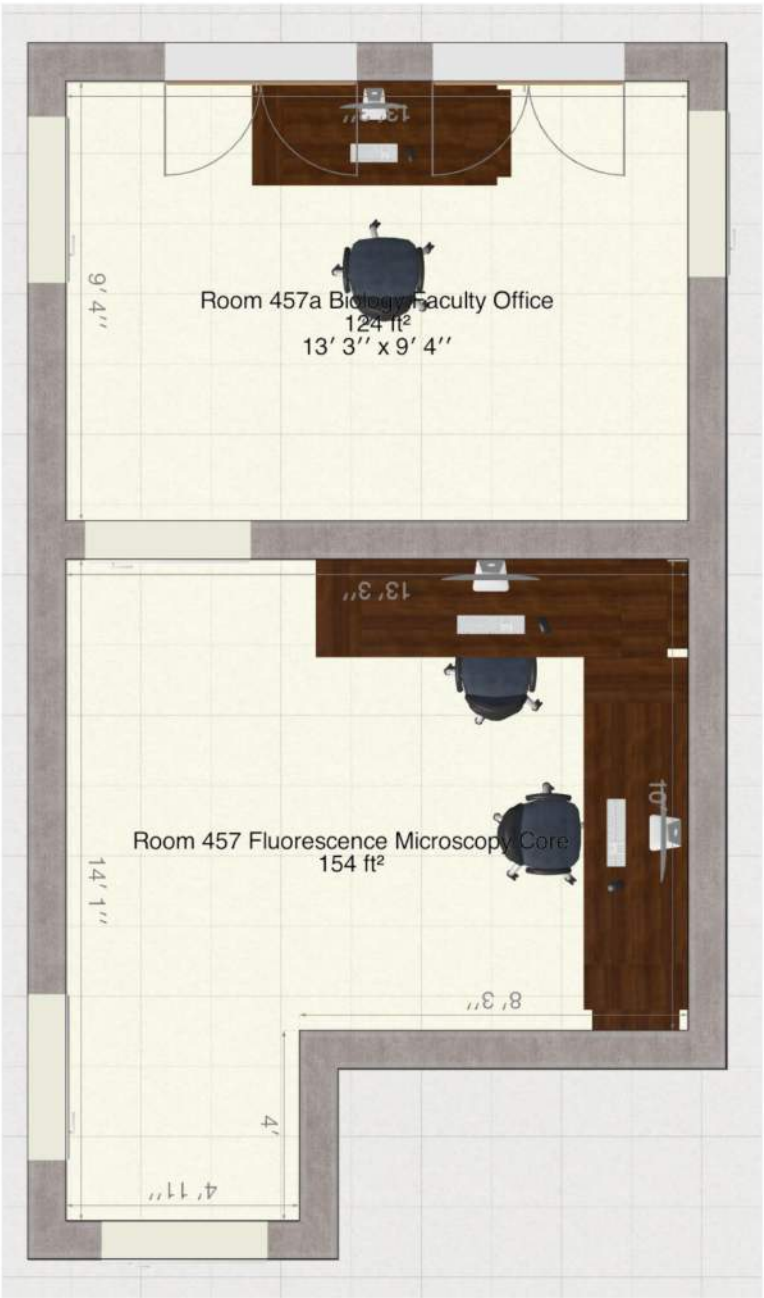 13' 3''
9' 4''
Room 457a Biology Faculty Office
124 ft²
13' 3'' x 9' 4''
13' 3''
10'
Room 457 Fluorescence Microscopy Core
154 ft²
14' 1''
8' 3''
4'
4' 11''